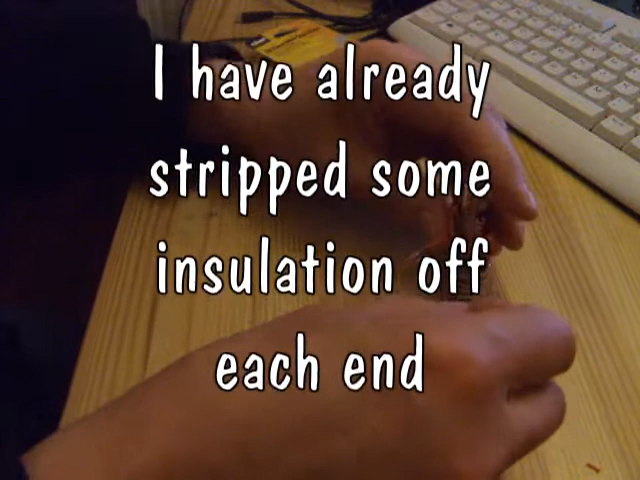 I have already
stripped some
insulation off
each end